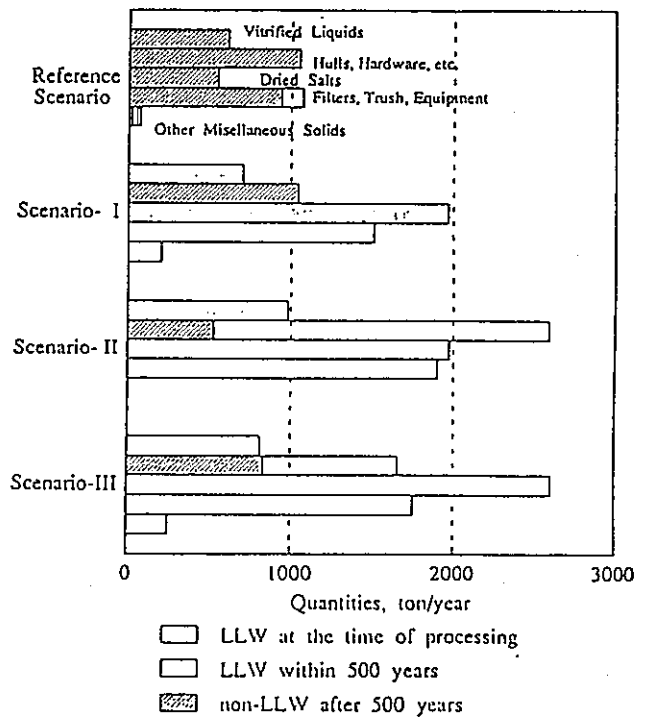 Vitrified Liquids
Hulls, Hardware, etc
Reference Scenario
Dried Salts
Filters, Trush, Equipment
Other Misellaneous Solids
Scenario- I
Scenario- II
Scenario-III
0 1000 2000 3000
Quantities, ton/year
LLW at the time of processing
LLW within 500 years
non-LLW after 500 years